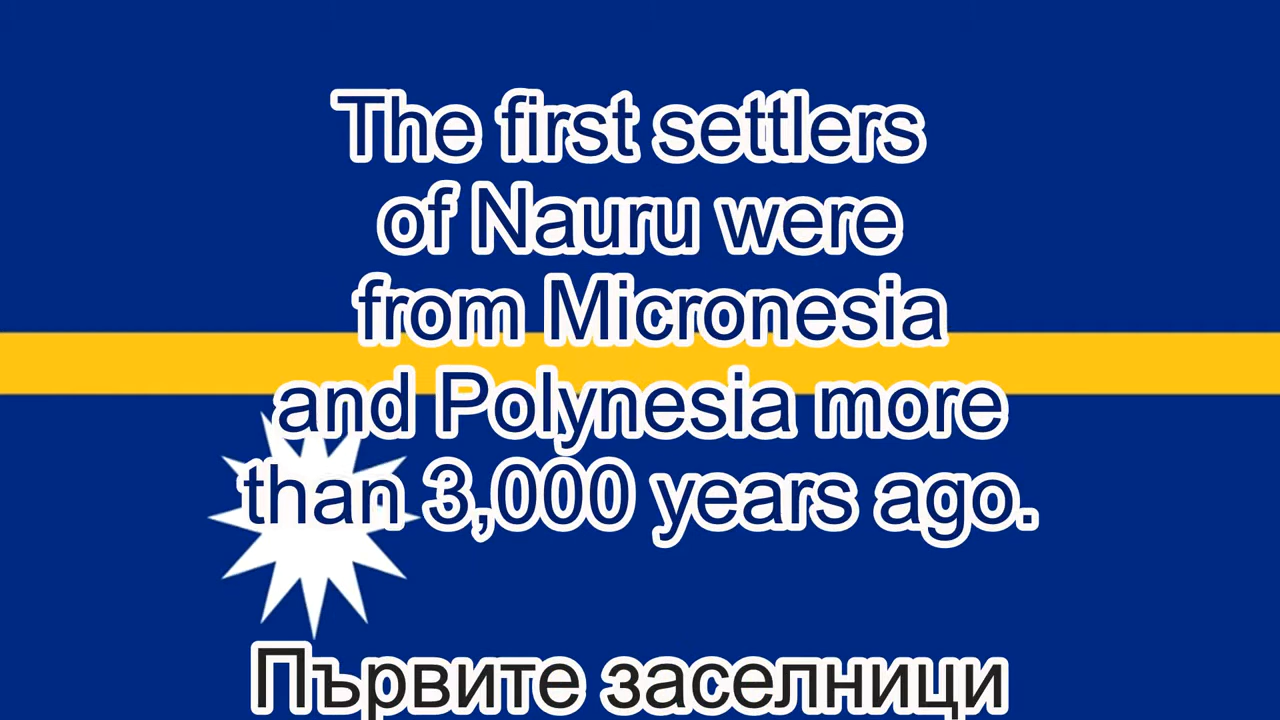 The first settlers
of Nauru were
from Micronesia
and Polynesia more
than 3,000 years ago.
Първите заселници